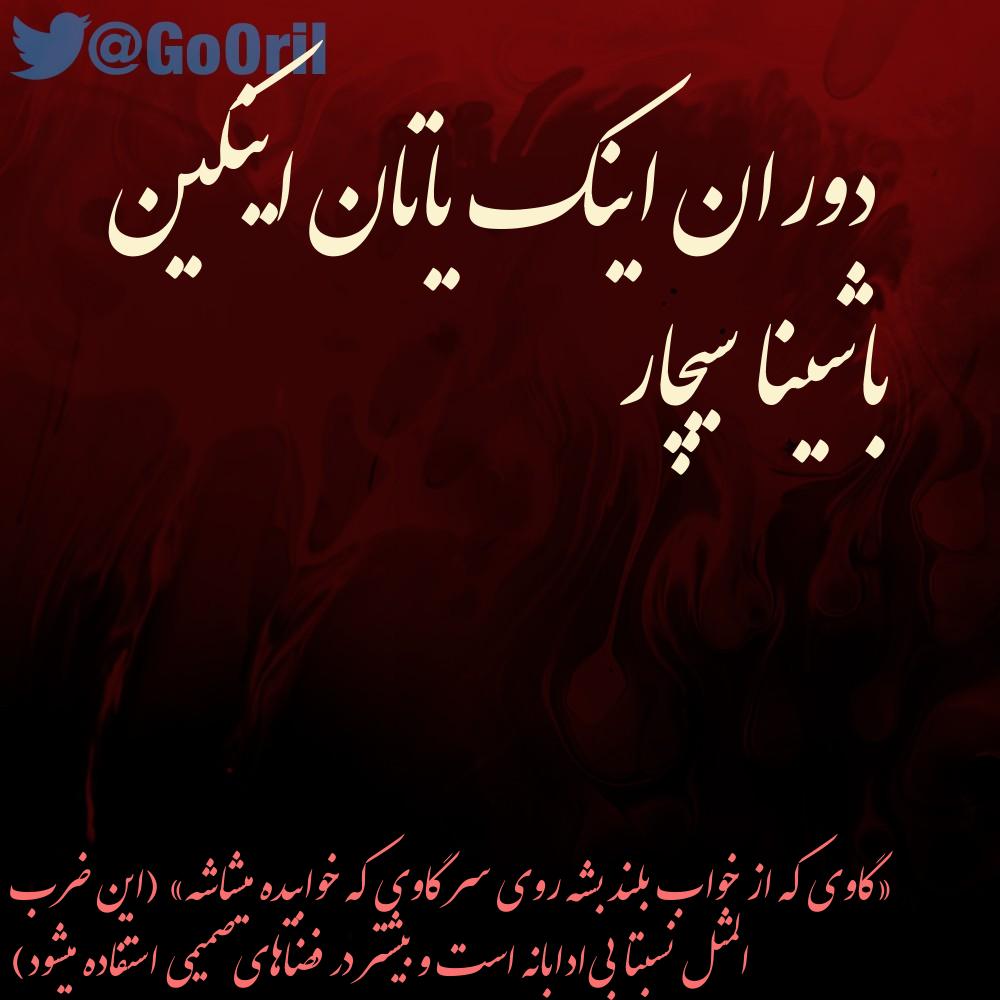 @GoOril
دوران اینک یاتان اینگین
باشینا سیچار
«گاوی که از خواب بلند بشه روی سر گاوی که خوابیده میشاشه» (این ضرب
المثل نسبتا بی ادابانه است و بیشتر در فضاهای صمیمی استفاده میشود)